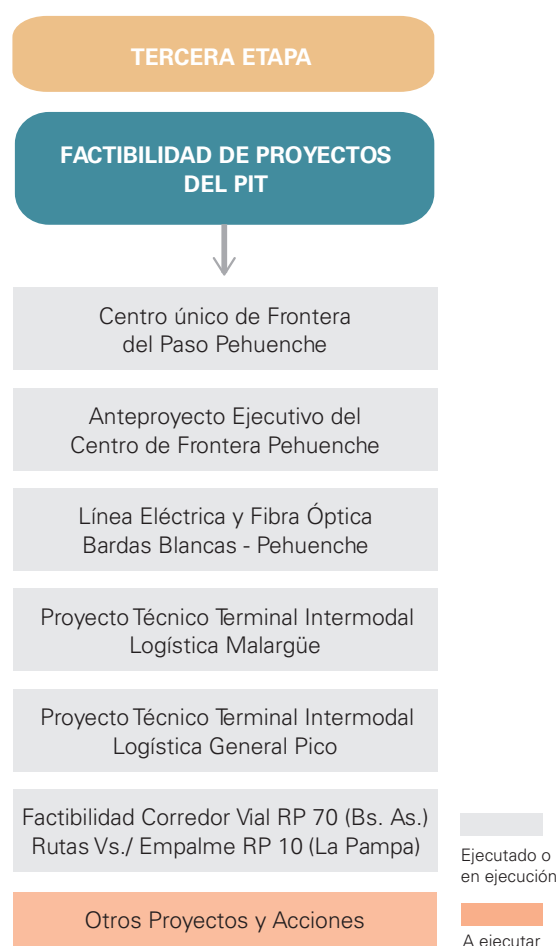 TERCERA ETAPA
FACTIBILIDAD DE PROYECTOS
DEL PIT
Centro único de Frontera
del Paso Pehuenche
Anteproyecto Ejecutivo del
Centro de Frontera Pehuenche
Línea Eléctrica y Fibra Óptica
Bardas Blancas - Pehuenche
Proyecto Técnico Terminal Intermodal
Logística Malargüe
Proyecto Técnico Terminal Intermodal
Logística General Pico
Factibilidad Corredor Vial RP 70 (Bs. As.)
Rutas Vs./ Empalme RP 10 (La Pampa)
Otros Proyectos y Acciones
Ejecutado o
en ejecución
A ejecutar